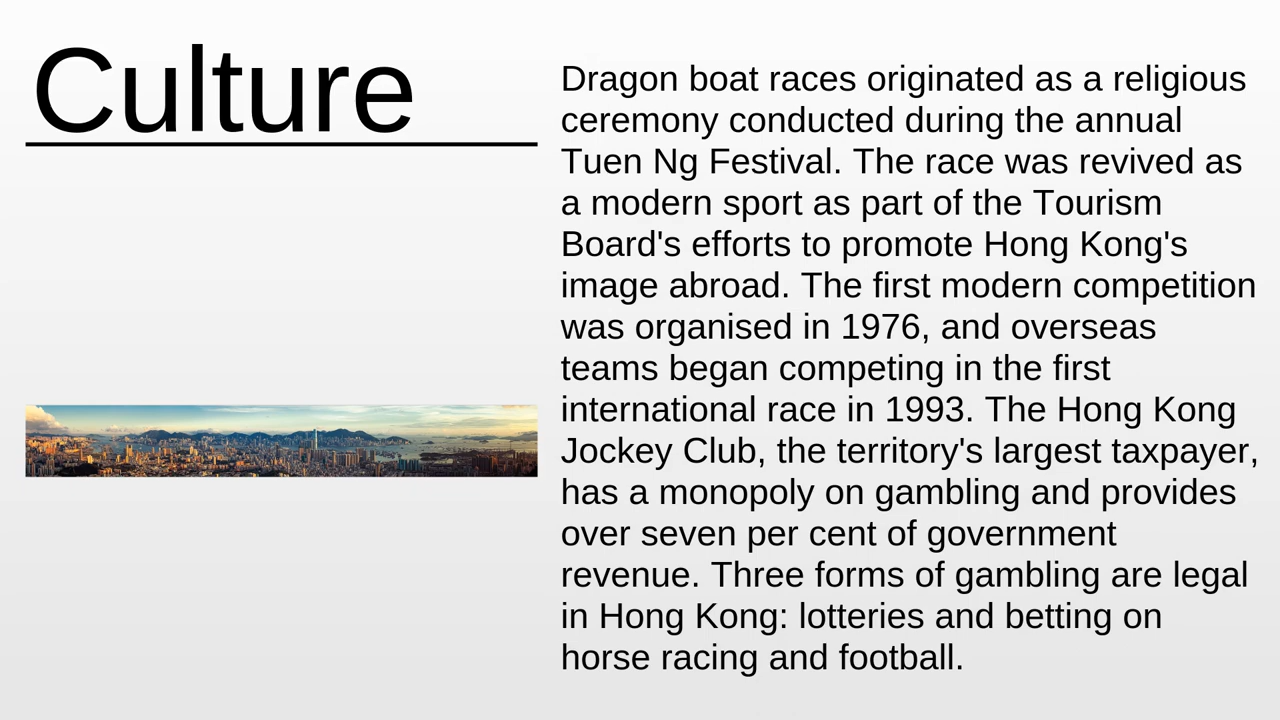 Culture
Dragon boat races originated as a religious
ceremony conducted during the annual
Tuen Ng Festival. The race was revived as
a modern sport as part of the Tourism
Board's efforts to promote Hong Kong's
image abroad. The first modern competition
was organised in 1976, and overseas
teams began competing in the first
international race in 1993. The Hong Kong
Jockey Club, the territory's largest taxpayer,
has a monopoly on gambling and provides
over seven per cent of government
revenue. Three forms of gambling are legal
in Hong Kong: lotteries and betting on
horse racing and football.